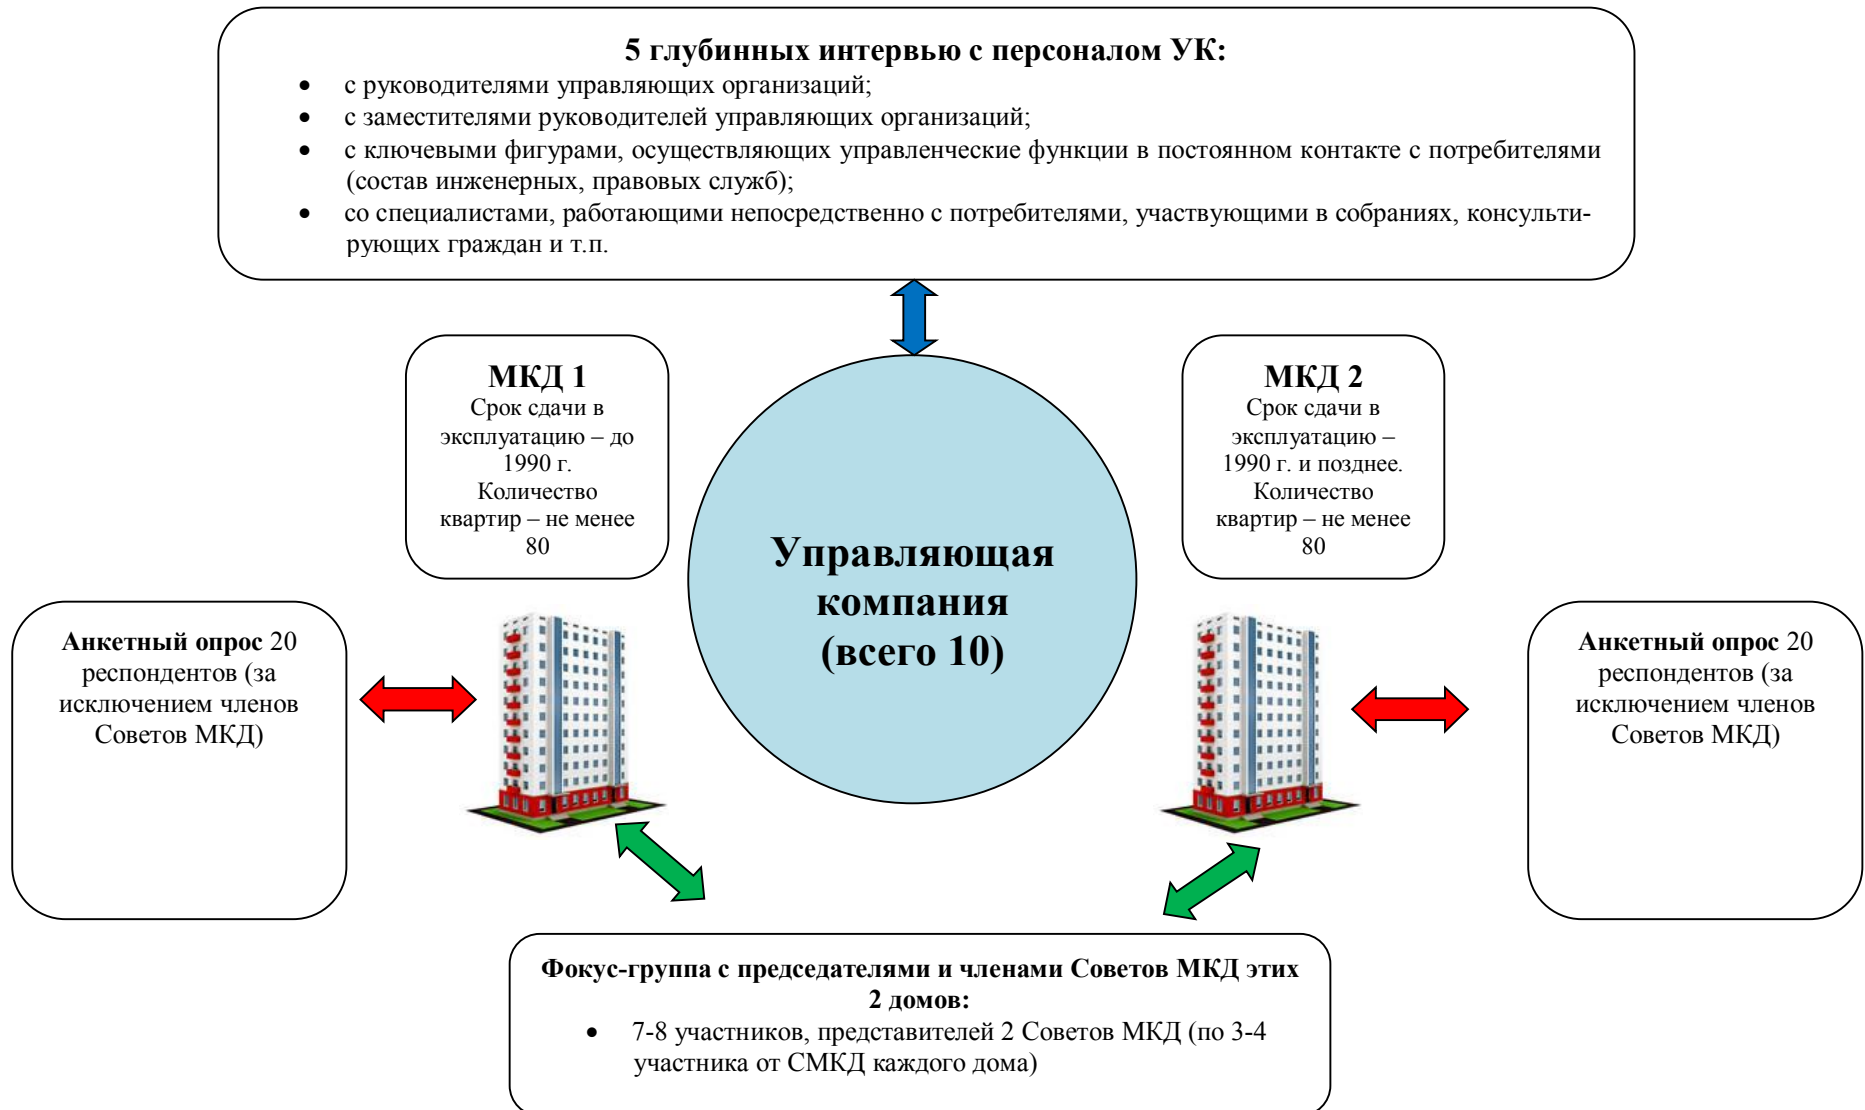 5 глубинных интервью с персоналом УК:
• с руководителями управляющих организаций;
• с заместителями руководителей управляющих организаций;
• с ключевыми фигурами, осуществляющих управленческие функции в постоянном контакте с потребителями
(состав инженерных, правовых служб);
• со специалистами, работающими непосредственно с потребителями, участвующими в собраниях, консульти-
рующих граждан и т.п.
МКД 1
Срок сдачи в
эксплуатацию – до
1990 г.
Количество
квартир – не менее
80
МКД 2
Срок сдачи в
эксплуатацию –
1990 г. и позднее.
Количество
квартир – не менее
80
Управляющая
компания
(всего 10)
Анкетный опрос 20
респондентов (за
исключением членов
Советов МКД)
Анкетный опрос 20
респондентов (за
исключением членов
Советов МКД)
Фокус-группа с председателями и членами Советов МКД этих
2 домов:
• 7-8 участников, представителей 2 Советов МКД (по 3-4
участника от СМКД каждого дома)